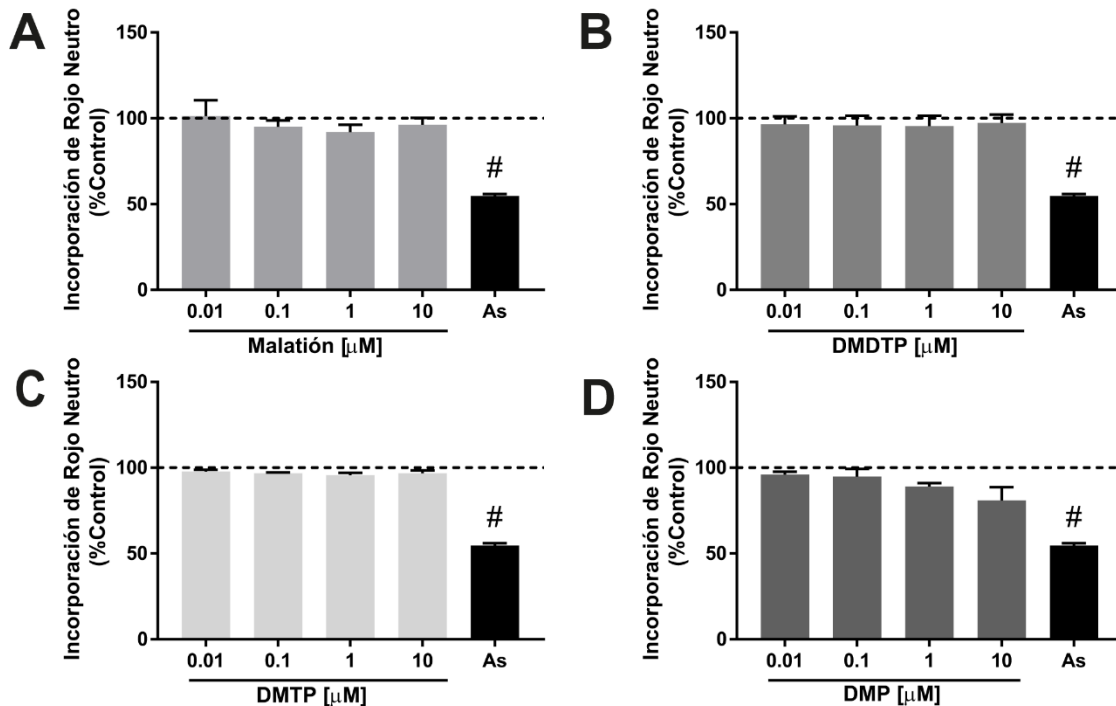 A
Incorporación de Rojo Neutro
(%Control)
150
100
50
0
#
0.01 0.1 1 10 As
Malatión [μM]
B
Incorporación de Rojo Neutro
(%Control)
150
100
50
0
#
0.01 0.1 1 10 As
DMDTP [μM]
C
Incorporación de Rojo Neutro
(%Control)
150
100
50
0
#
0.01 0.1 1 10 As
DMTP [μM]
D
Incorporación de Rojo Neutro
(%Control)
150
100
50
0
#
0.01 0.1 1 10 As
DMP [μM]